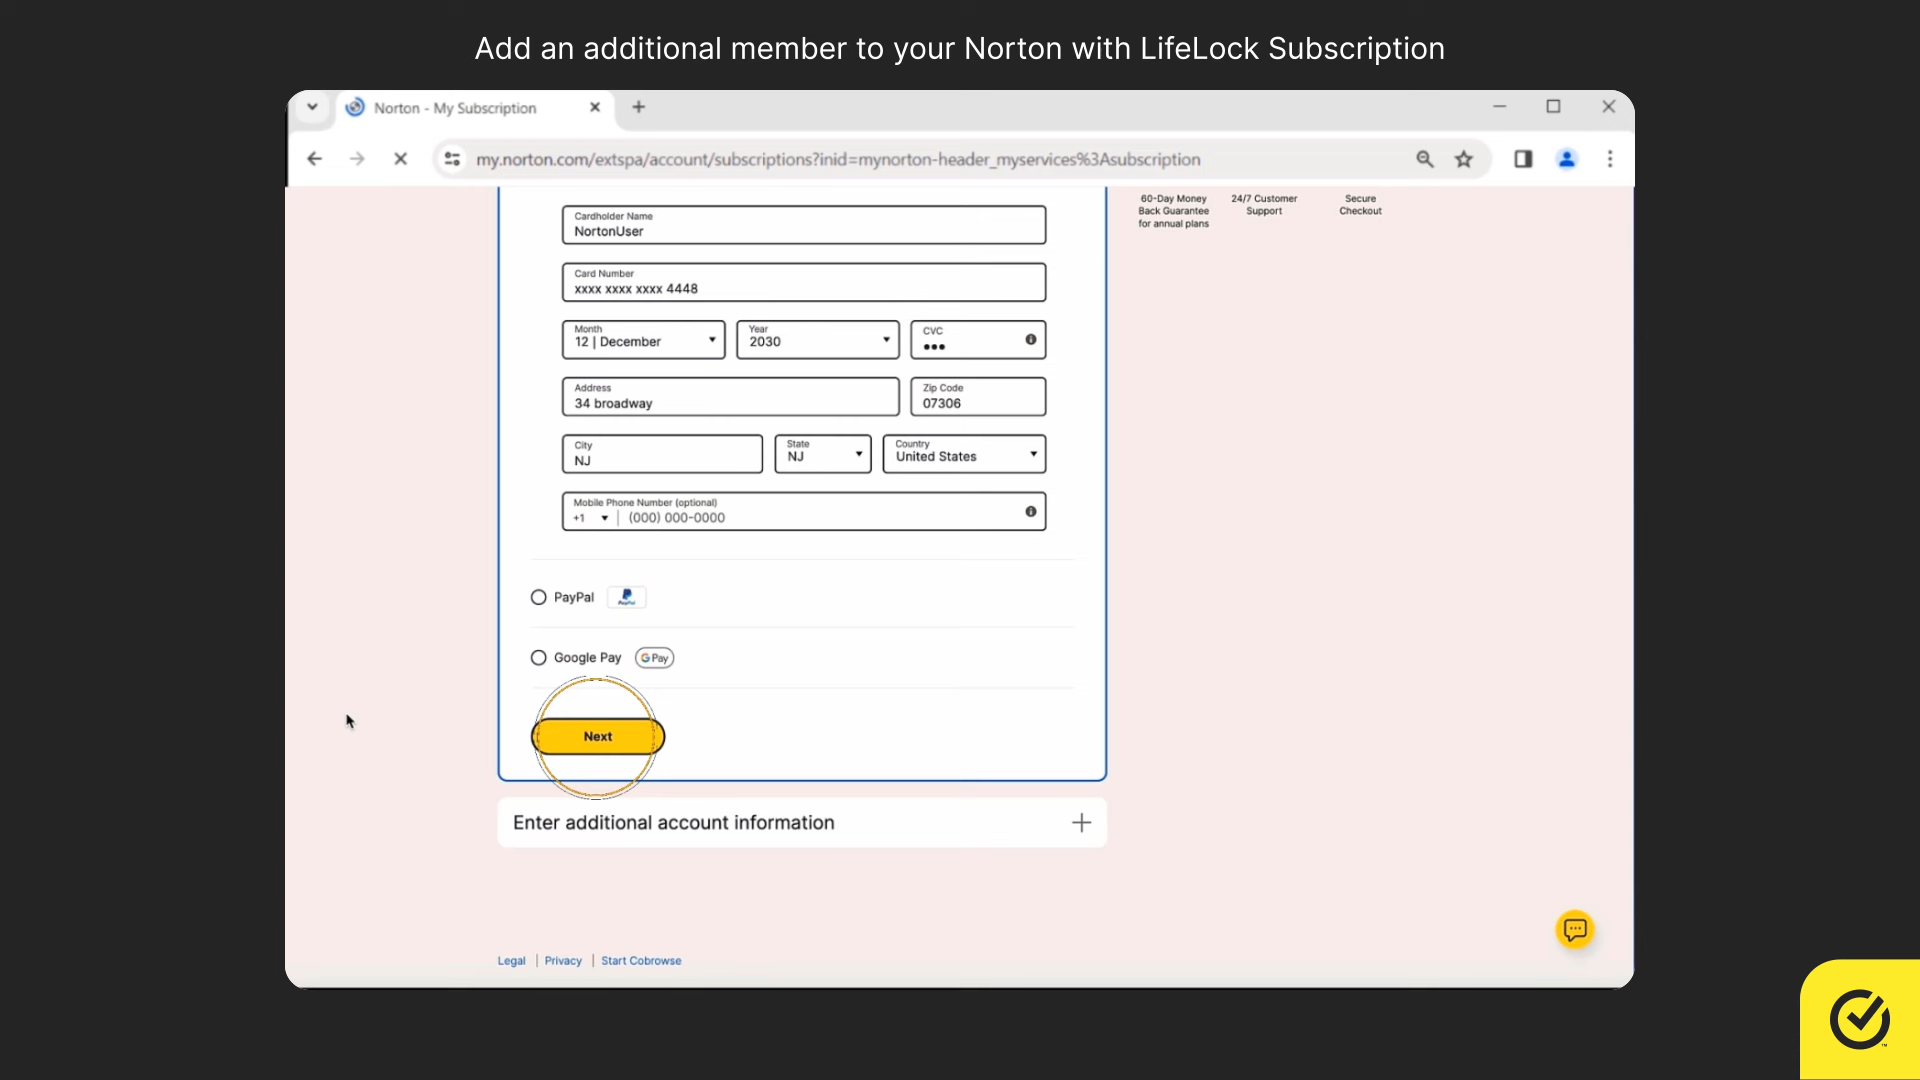 Add an additional member to your Norton with LifeLock Subscription
Norton - My Subscription
my.norton.com/extspa/account/subscriptions?inid=mynorton-header_myservices%3Asubscription
60-Day Money
Back Guarantee
for annual plans
24/7 Customer
Support
Secure
Checkout
Cardholder Name
NortonUser
Card Number
xxxx xxxx xxxx 4448
Month
12 | December
Year
2030
CVC
•••
Address
34 broadway
Zip Code
07306
City
NJ
State
NJ
Country
United States
Mobile Phone Number (optional)
+1
(000) 000-0000
PayPal
PayPal
Google Pay
G Pay
Next
Enter additional account information
Legal | Privacy | Start Cobrowse